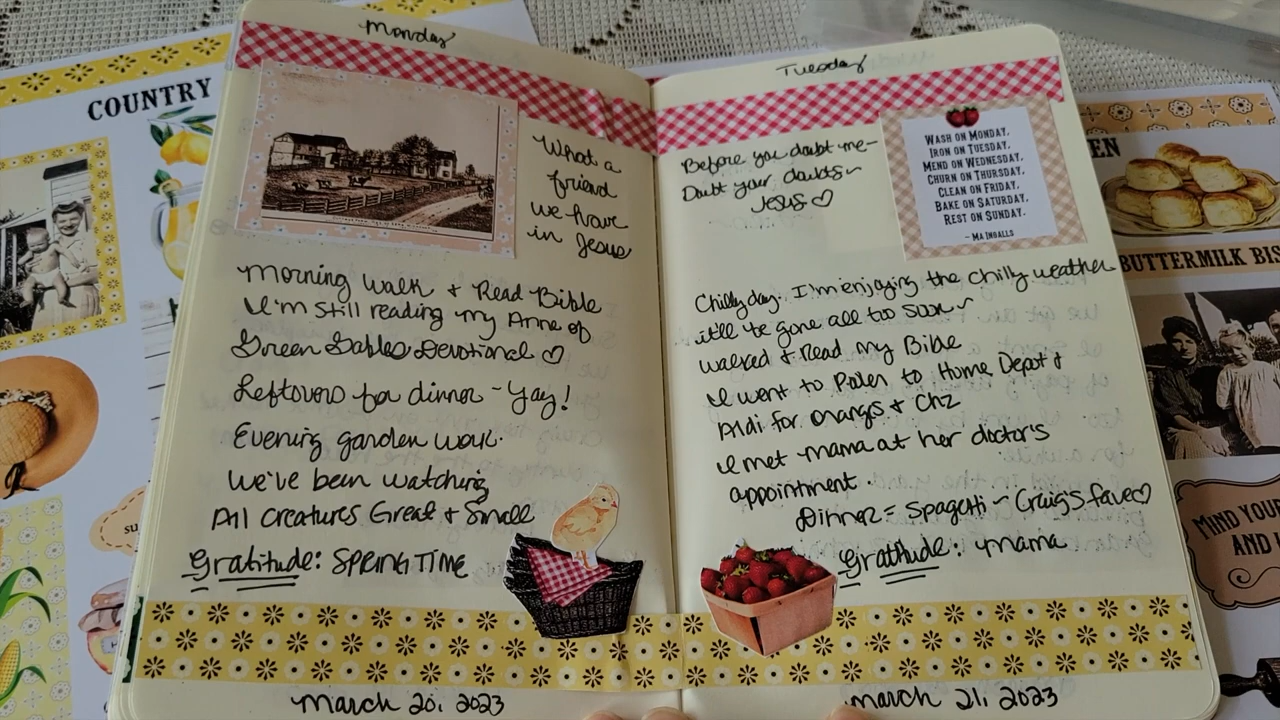 COUNTRY
Monday
What a
friend
we have
in Jesus
Morning walk + Read Bible
I'm still reading my Anne of
Green Gables Devotional ♡
Leftovers for dinner - Yay!
Evening garden work.
We've been watching
All Creatures Great + Small
Gratitude: SPRING TIME
March 20, 2023
Tuesday
Before you doubt me-
Doubt your doubts~
Jesus ♡
WASH ON MONDAY,
IRON ON TUESDAY,
MEND ON WEDNESDAY,
CHURN ON THURSDAY,
CLEAN ON FRIDAY,
BAKE ON SATURDAY,
REST ON SUNDAY.
- MA INGALLS
Chilly day. I'm enjoying the chilly weather
it'll be gone all too soon~
Walked + Read my Bible
I went to to Home Depot +
Aldi for + Chz
I met mama at her doctor's
appointment.
Dinner = Spagetti ~ Craig's fave♡
Gratitude: Mama
March 21, 2023
EN
BUTTERMILK BIS
MIND YOUR
AND
SU